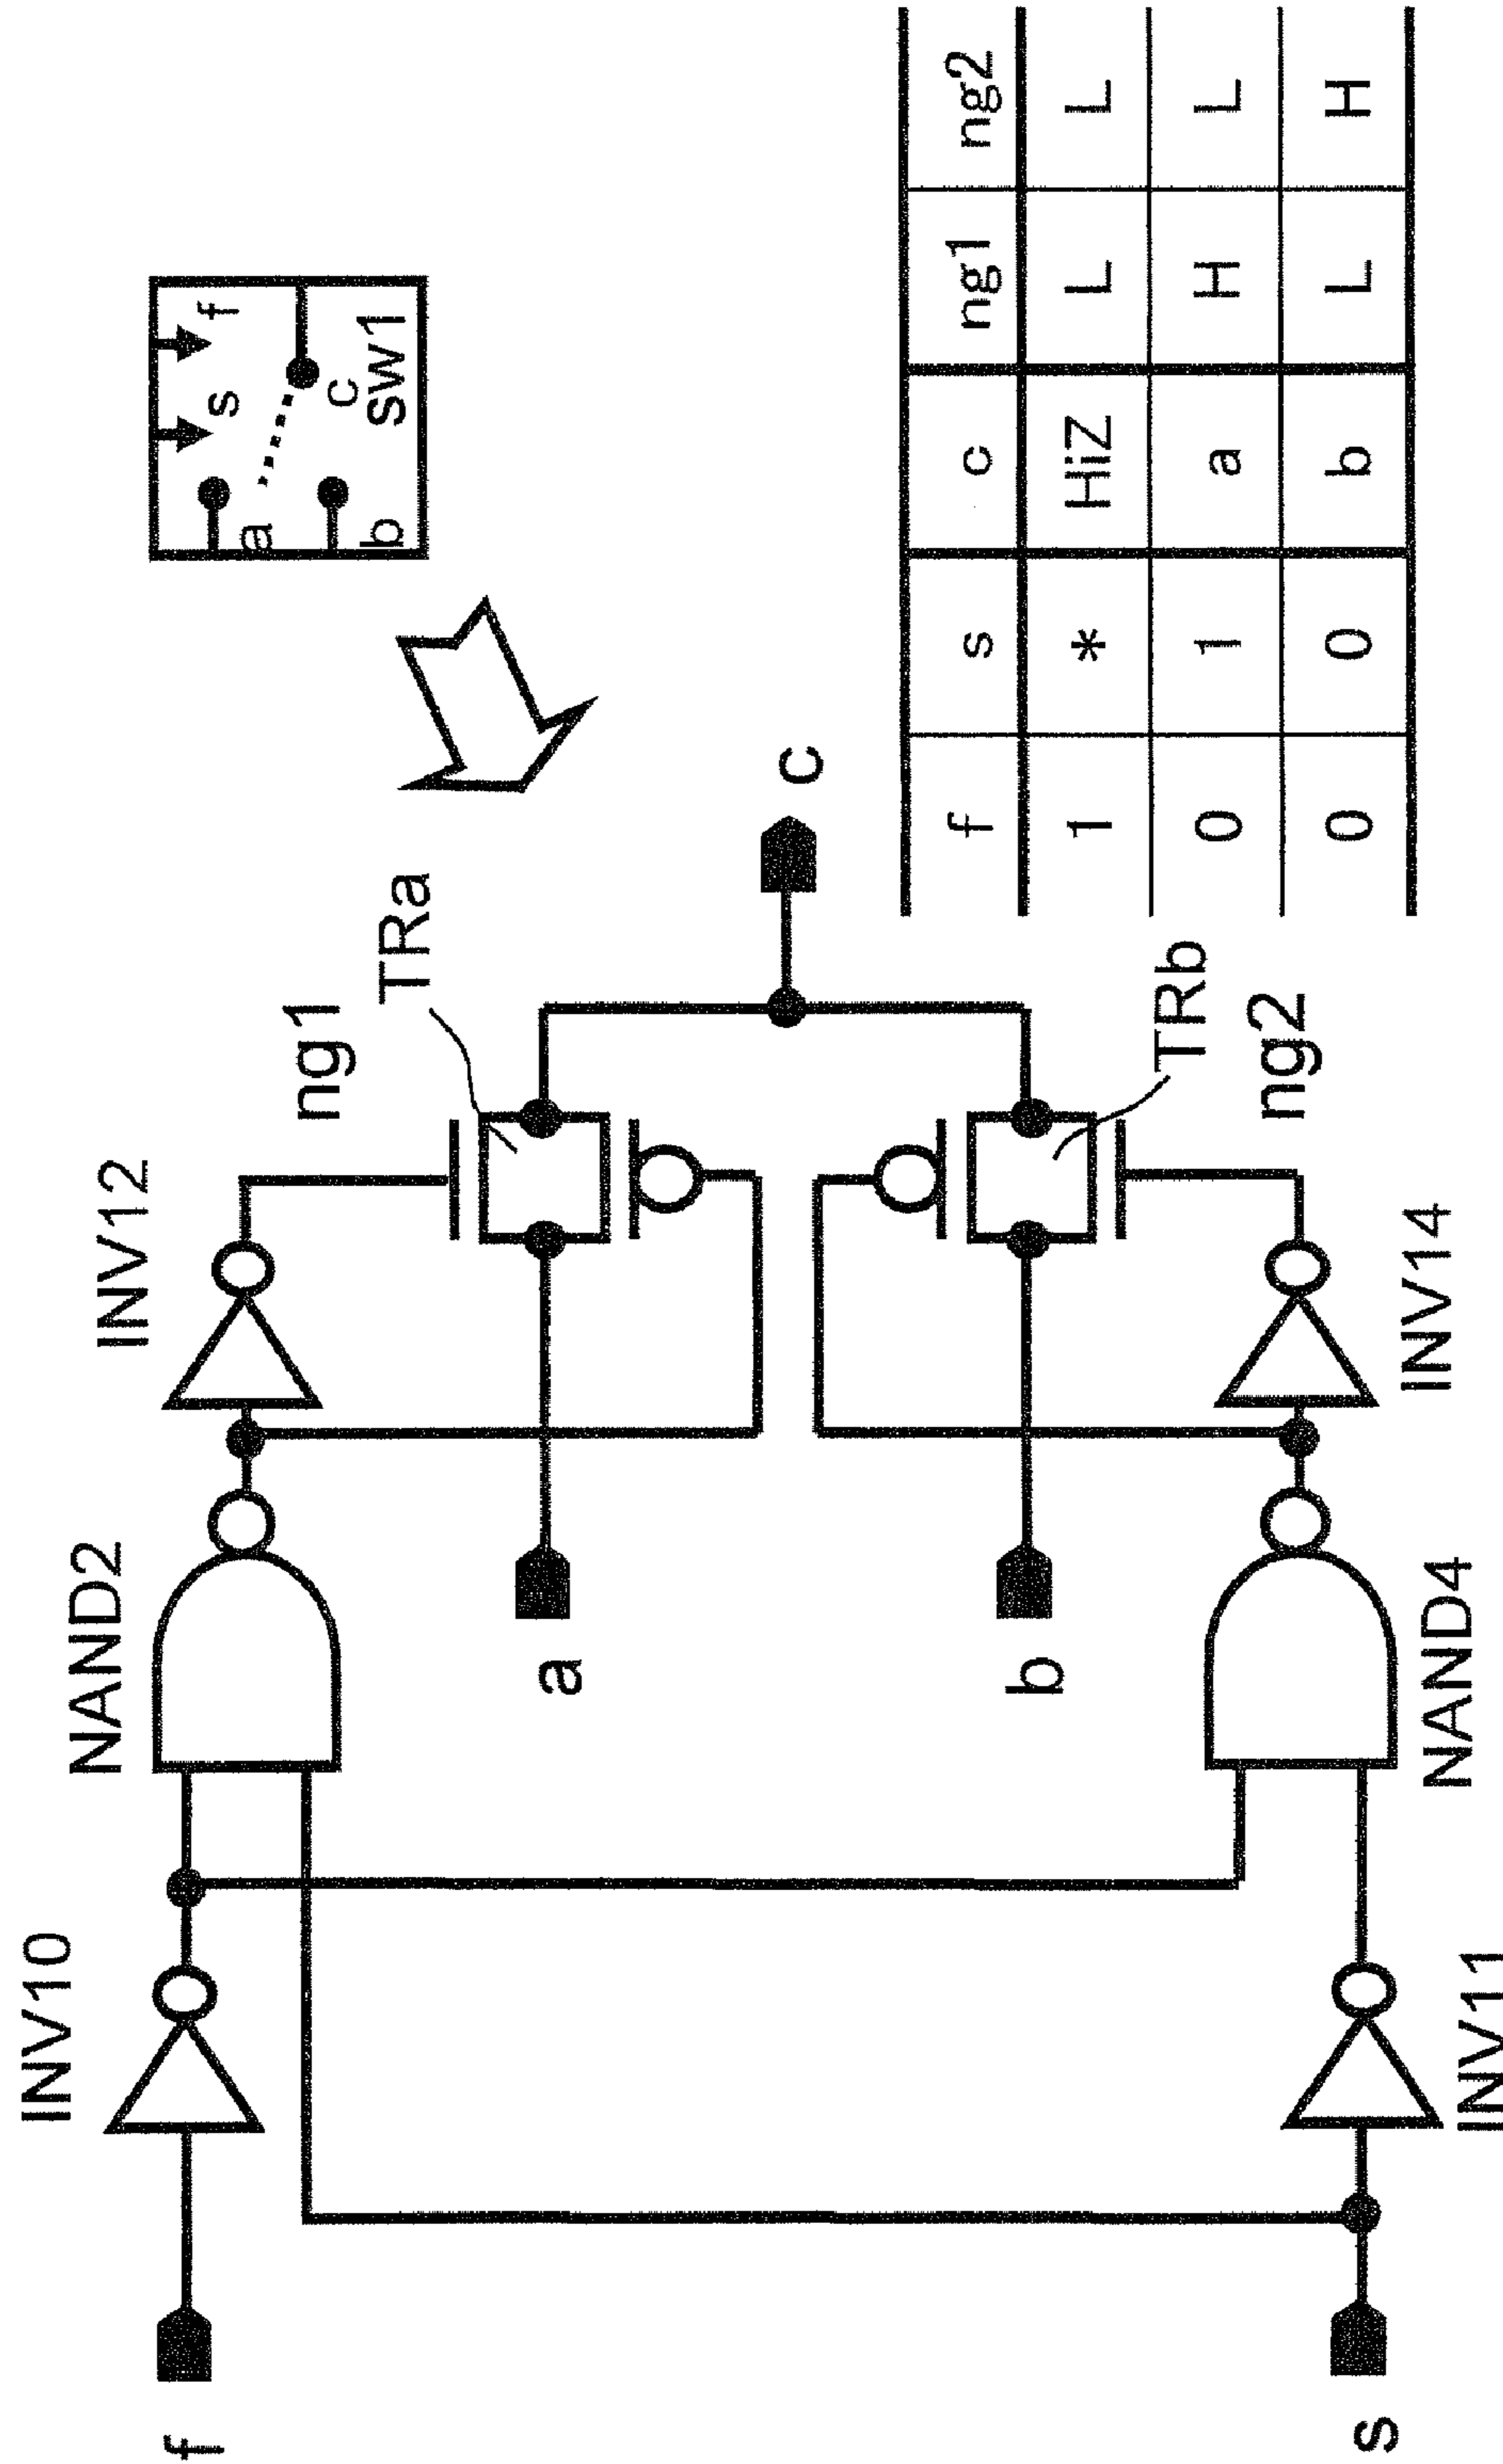 INV10
NAND2
INV12
ng1
TRa
f
a
b
c
s
INV11
NAND4
INV14
ng2
TRb
s
f
a
c
b
sw1
f s c ng1 ng2
1 * HiZ L L
0 1 a H L
0 0 b L H